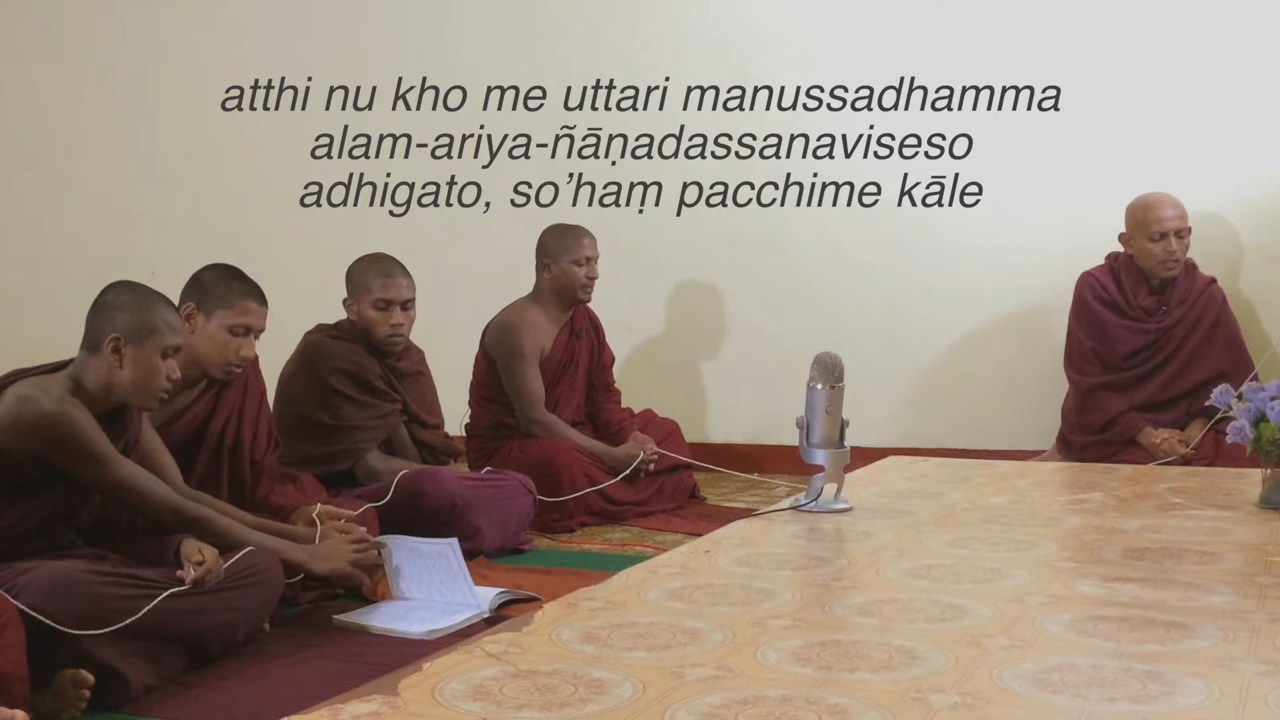 atthi nu kho me uttari manussadhamma
alam-ariya-ñāṇadassanaviseso
adhigato, so’haṃ pacchime kāle